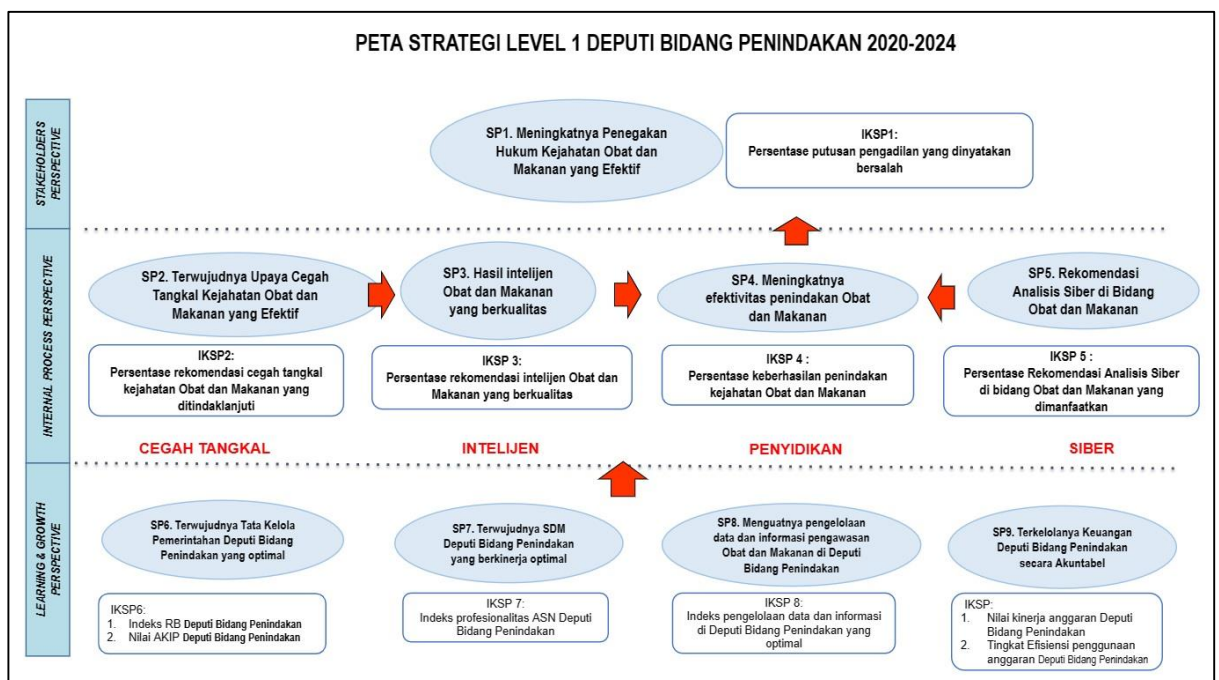 PETA STRATEGI LEVEL 1 DEPUTI BIDANG PENINDAKAN 2020-2024
STAKEHOLDERS
PERSPECTIVE
SP1. Meningkatnya Penegakan
Hukum Kejahatan Obat dan
Makanan yang Efektif
IKSP1:
Persentase putusan pengadilan yang dinyatakan
bersalah
INTERNAL PROCESS PERSPECTIVE
SP2. Terwujudnya Upaya Cegah
Tangkal Kejahatan Obat dan
Makanan yang Efektif
SP3. Hasil intelijen
Obat dan Makanan
yang berkualitas
SP4. Meningkatnya
efektivitas penindakan Obat
dan Makanan
SP5. Rekomendasi
Analisis Siber di Bidang
Obat dan Makanan
IKSP2:
Persentase rekomendasi cegah tangkal
kejahatan Obat dan Makanan yang
ditindaklanjuti
IKSP 3:
Persentase rekomendasi intelijen Obat dan
Makanan yang berkualitas
IKSP 4 :
Persentase keberhasilan penindakan
kejahatan Obat dan Makanan
IKSP 5 :
Persentase Rekomendasi Analisis Siber
di bidang Obat dan Makanan yang
dimanfaatkan
CEGAH TANGKAL
INTELIJEN
PENYIDIKAN
SIBER
LEARNING & GROWTH
PERSPECTIVE
SP6. Terwujudnya Tata Kelola
Pemerintahan Deputi Bidang
Penindakan yang optimal
SP7. Terwujudnya SDM
Deputi Bidang Penindakan
yang berkinerja optimal
SP8. Menguatnya pengelolaan
data dan informasi pengawasan
Obat dan Makanan di Deputi
Bidang Penindakan
SP9. Terkelolanya Keuangan
Deputi Bidang Penindakan
secara Akuntabel
IKSP6:
1. Indeks RB Deputi Bidang Penindakan
2. Nilai AKIP Deputi Bidang Penindakan
IKSP 7:
Indeks profesionalitas ASN Deputi
Bidang Penindakan
IKSP 8:
Indeks pengelolaan data dan informasi
di Deputi Bidang Penindakan yang
optimal
IKSP:
1. Nilai kinerja anggaran Deputi
Bidang Penindakan
2. Tingkat Efisiensi penggunaan
anggaran Deputi Bidang Penindakan